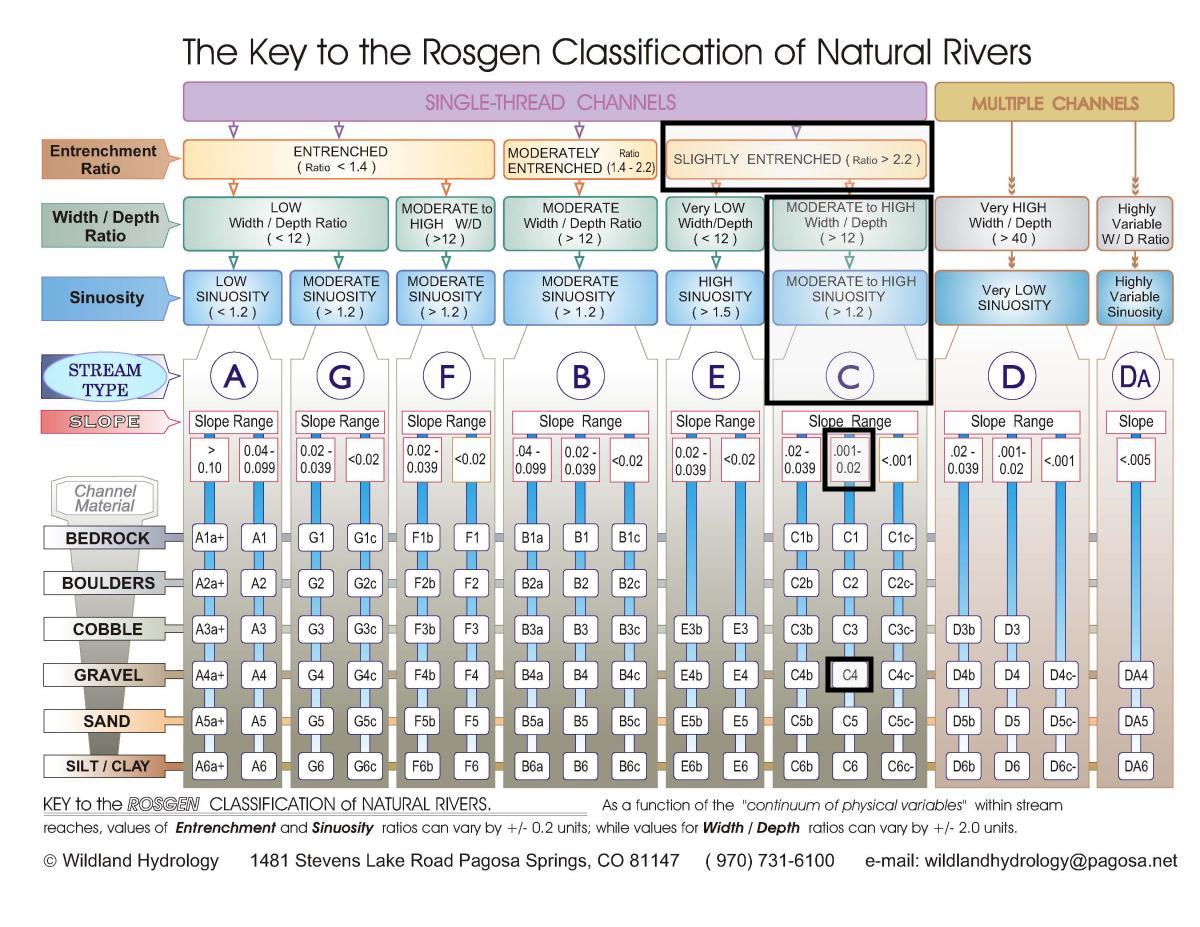 The Key to the Rosgen Classification of Natural Rivers
SINGLE-THREAD CHANNELS
MULTIPLE CHANNELS
Entrenchment
Ratio
ENTRENCHED
( Ratio < 1.4 )
MODERATELY Ratio
ENTRENCHED (1.4 - 2.2)
SLIGHTLY ENTRENCHED ( Ratio > 2.2 )
Width / Depth
Ratio
LOW
Width / Depth Ratio
( < 12 )
MODERATE to
HIGH W/D
( >12 )
MODERATE
Width / Depth Ratio
( > 12 )
Very LOW
Width/Depth
( < 12 )
MODERATE to HIGH
Width / Depth
( > 12 )
Very HIGH
Width / Depth
( > 40 )
Highly
Variable
W / D Ratio
Sinuosity
LOW
SINUOSITY
( < 1.2 )
MODERATE
SINUOSITY
( > 1.2 )
MODERATE
SINUOSITY
( > 1.2 )
MODERATE
SINUOSITY
( > 1.2 )
HIGH
SINUOSITY
( > 1.5 )
MODERATE to HIGH
SINUOSITY
( > 1.2 )
Very LOW
SINUOSITY
Highly
Variable
Sinuosity
STREAM
TYPE
A G F B E C D DA
SLOPE
Slope Range Slope Range Slope Range Slope Range Slope Range Slope Range Slope Range Slope
>
0.10
0.04 -
0.099
0.02 -
0.039
<0.02
0.02 -
0.039
<0.02
.04 -
0.099
0.02 -
0.039
<0.02
0.02 -
0.039
<0.02
.02 -
0.039
.001-
0.02
<.001
.02 -
0.039
.001-
0.02
<.001
<.005
Channel
Material
BEDROCK A1a+ A1 G1 G1c F1b F1 B1a B1 B1c C1b C1 C1c-
BOULDERS A2a+ A2 G2 G2c F2b F2 B2a B2 B2c C2b C2 C2c-
COBBLE A3a+ A3 G3 G3c F3b F3 B3a B3 B3c E3b E3 C3b C3 C3c- D3b D3
GRAVEL A4a+ A4 G4 G4c F4b F4 B4a B4 B4c E4b E4 C4b C4 C4c- D4b D4 D4c- DA4
SAND A5a+ A5 G5 G5c F5b F5 B5a B5 B5c E5b E5 C5b C5 C5c- D5b D5 D5c- DA5
SILT / CLAY A6a+ A6 G6 G6c F6b F6 B6a B6 B6c E6b E6 C6b C6 C6c- D6b D6 D6c- DA6
KEY to the ROSGEN CLASSIFICATION of NATURAL RIVERS. As a function of the "continuum of physical variables" within stream
reaches, values of Entrenchment and Sinuosity ratios can vary by +/- 0.2 units; while values for Width / Depth ratios can vary by +/- 2.0 units.
© Wildland Hydrology 1481 Stevens Lake Road Pagosa Springs, CO 81147 ( 970) 731-6100 e-mail: wildlandhydrology@pagosa.net